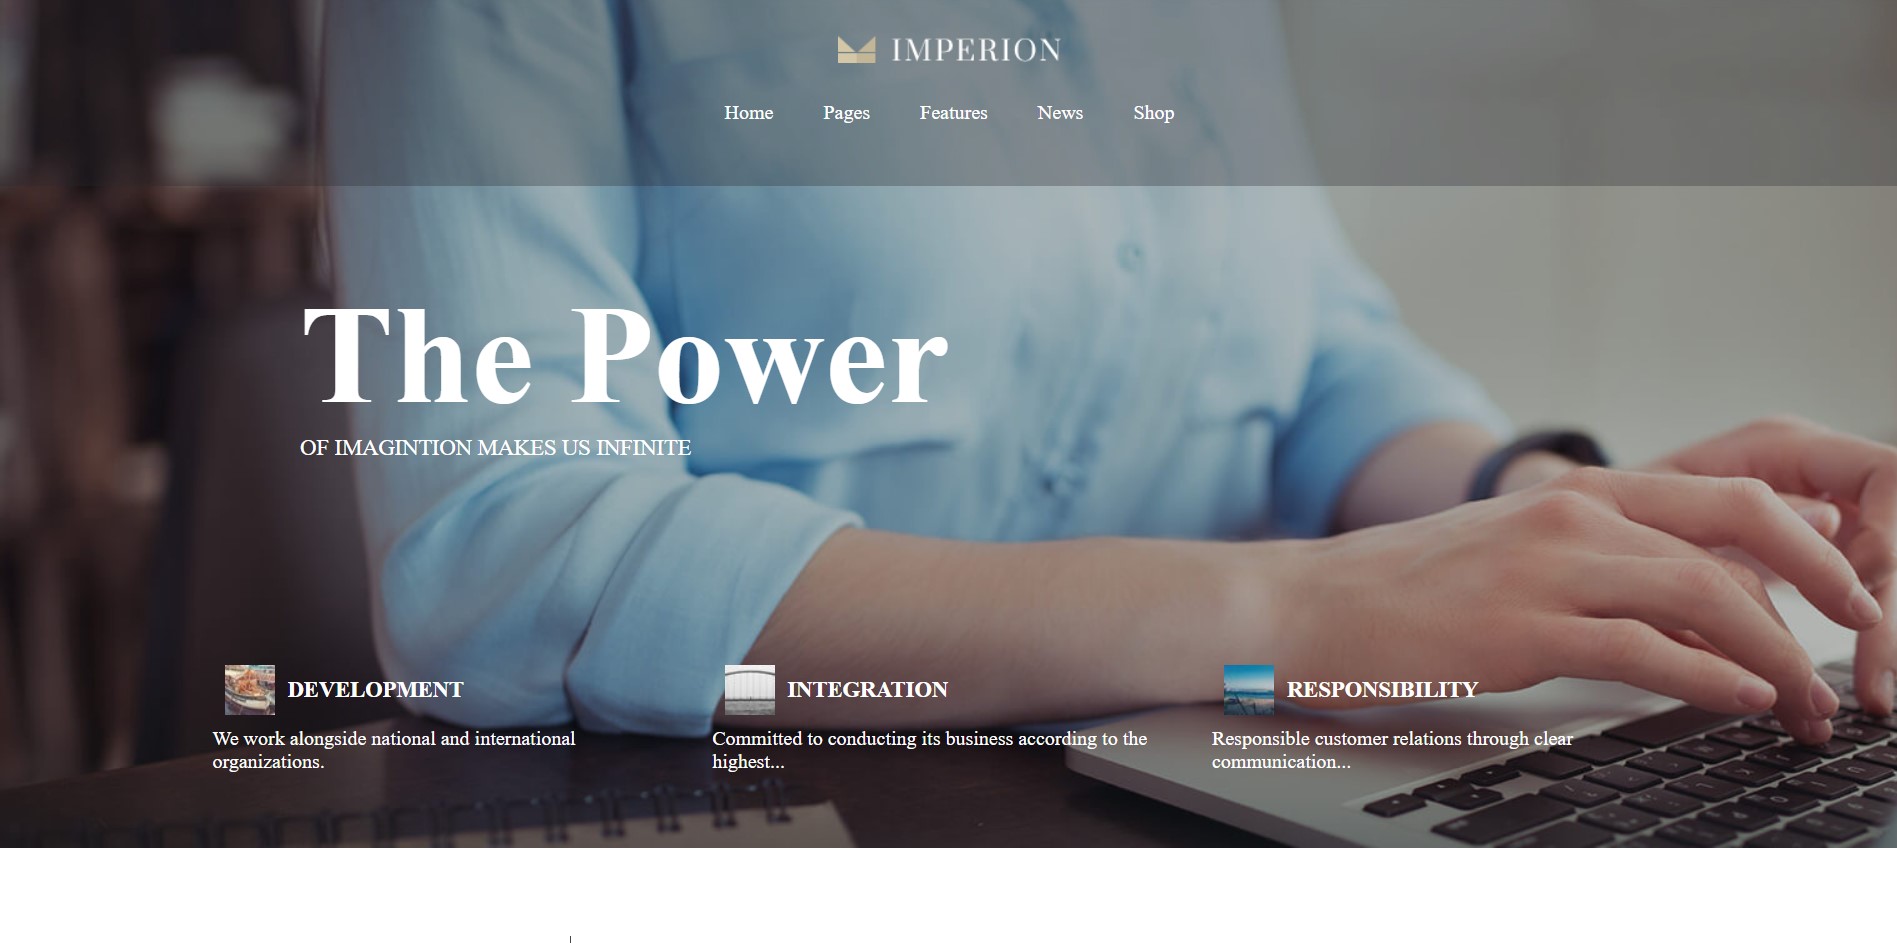 IMPERION
Home Pages Features News Shop
The Power
OF IMAGINTION MAKES US INFINITE
DEVELOPMENT
We work alongside national and international
organizations.
INTEGRATION
Committed to conducting its business according to the
highest...
RESPONSIBILITY
Responsible customer relations through clear
communication...